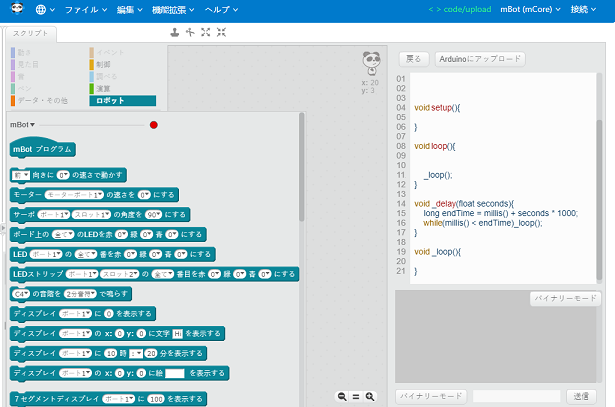 ファイル▼ 編集▼ 機能拡張▼ ヘルプ▼ < > code/upload mBot (mCore) 接続▼
スクリプト
動き イベント
見た目 制御
音 調べる
ペン 演算
データ・その他 ロボット
x: 20
y: 3
mBot▼
mBot プログラム
前▼ 向きに 0▼ の速さで動かす
モーター モーターポート1▼ の速さを 0▼ にする
サーボ ポート1▼ スロット1▼ の角度を 90▼ にする
ボード上の 全て▼ のLEDを赤 0▼ 緑 0▼ 青 0▼ にする
LED ポート1▼ の 全て▼ 番を赤 0▼ 緑 0▼ 青 0▼ にする
LEDストリップ ポート1▼ スロット2▼ の 全て▼ 番目を赤 0▼ 緑 0▼ 青 0▼ にする
C4▼ の音階を 2分音符▼ で鳴らす
ディスプレイ ポート1▼ に 0 を表示する
ディスプレイ ポート1▼ の x: 0 y: 0 に文字 Hi を表示する
ディスプレイ ポート1▼ に 10 時 :▼ 20 分を表示する
ディスプレイ ポート1▼ の x: 0 y: 0 に絵 を表示する
7セグメントディスプレイ ポート1▼ に 100 を表示する
戻る Arduinoにアップロード
01
02
03
04 void setup(){
05
06 }
07
08 void loop(){
09
10
11 _loop();
12 }
13
14 void _delay(float seconds){
15 long endTime = millis() + seconds * 1000;
16 while(millis() < endTime)_loop();
17 }
18
19 void _loop(){
20
21 }
バイナリーモード
バイナリーモード 送信